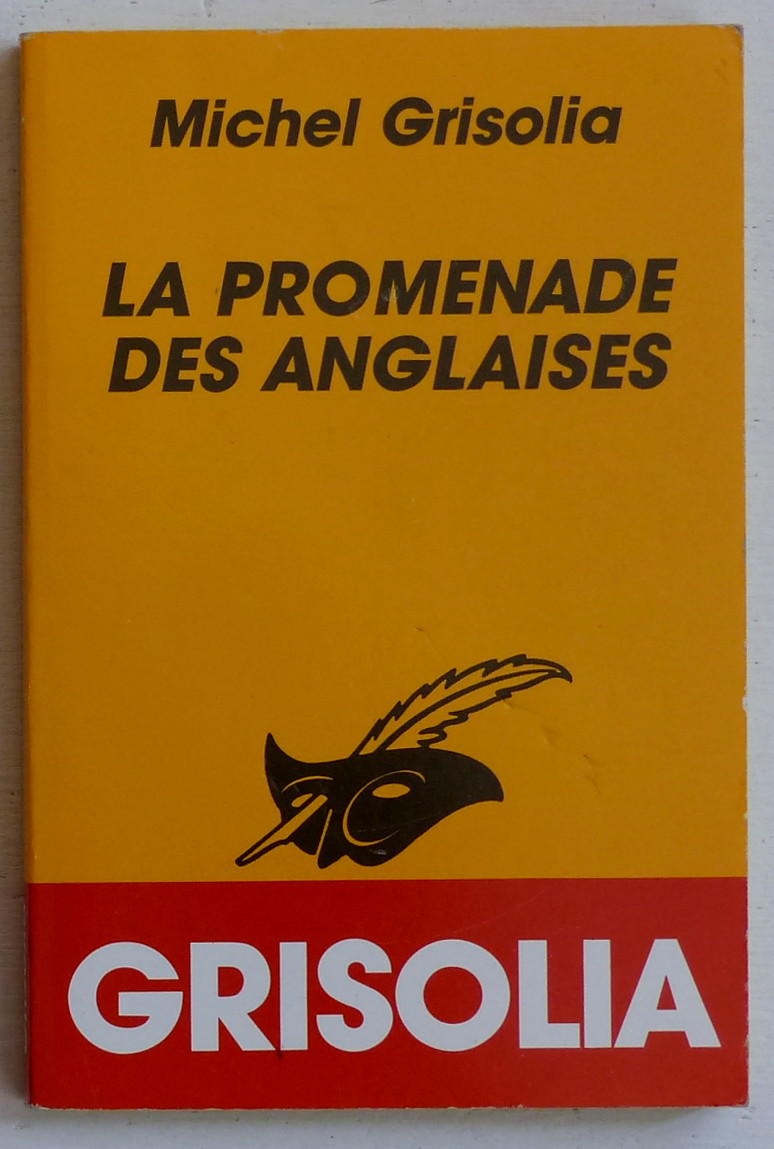 Michel Grisolia
LA PROMENADE
DES ANGLAISES
GRISOLIA